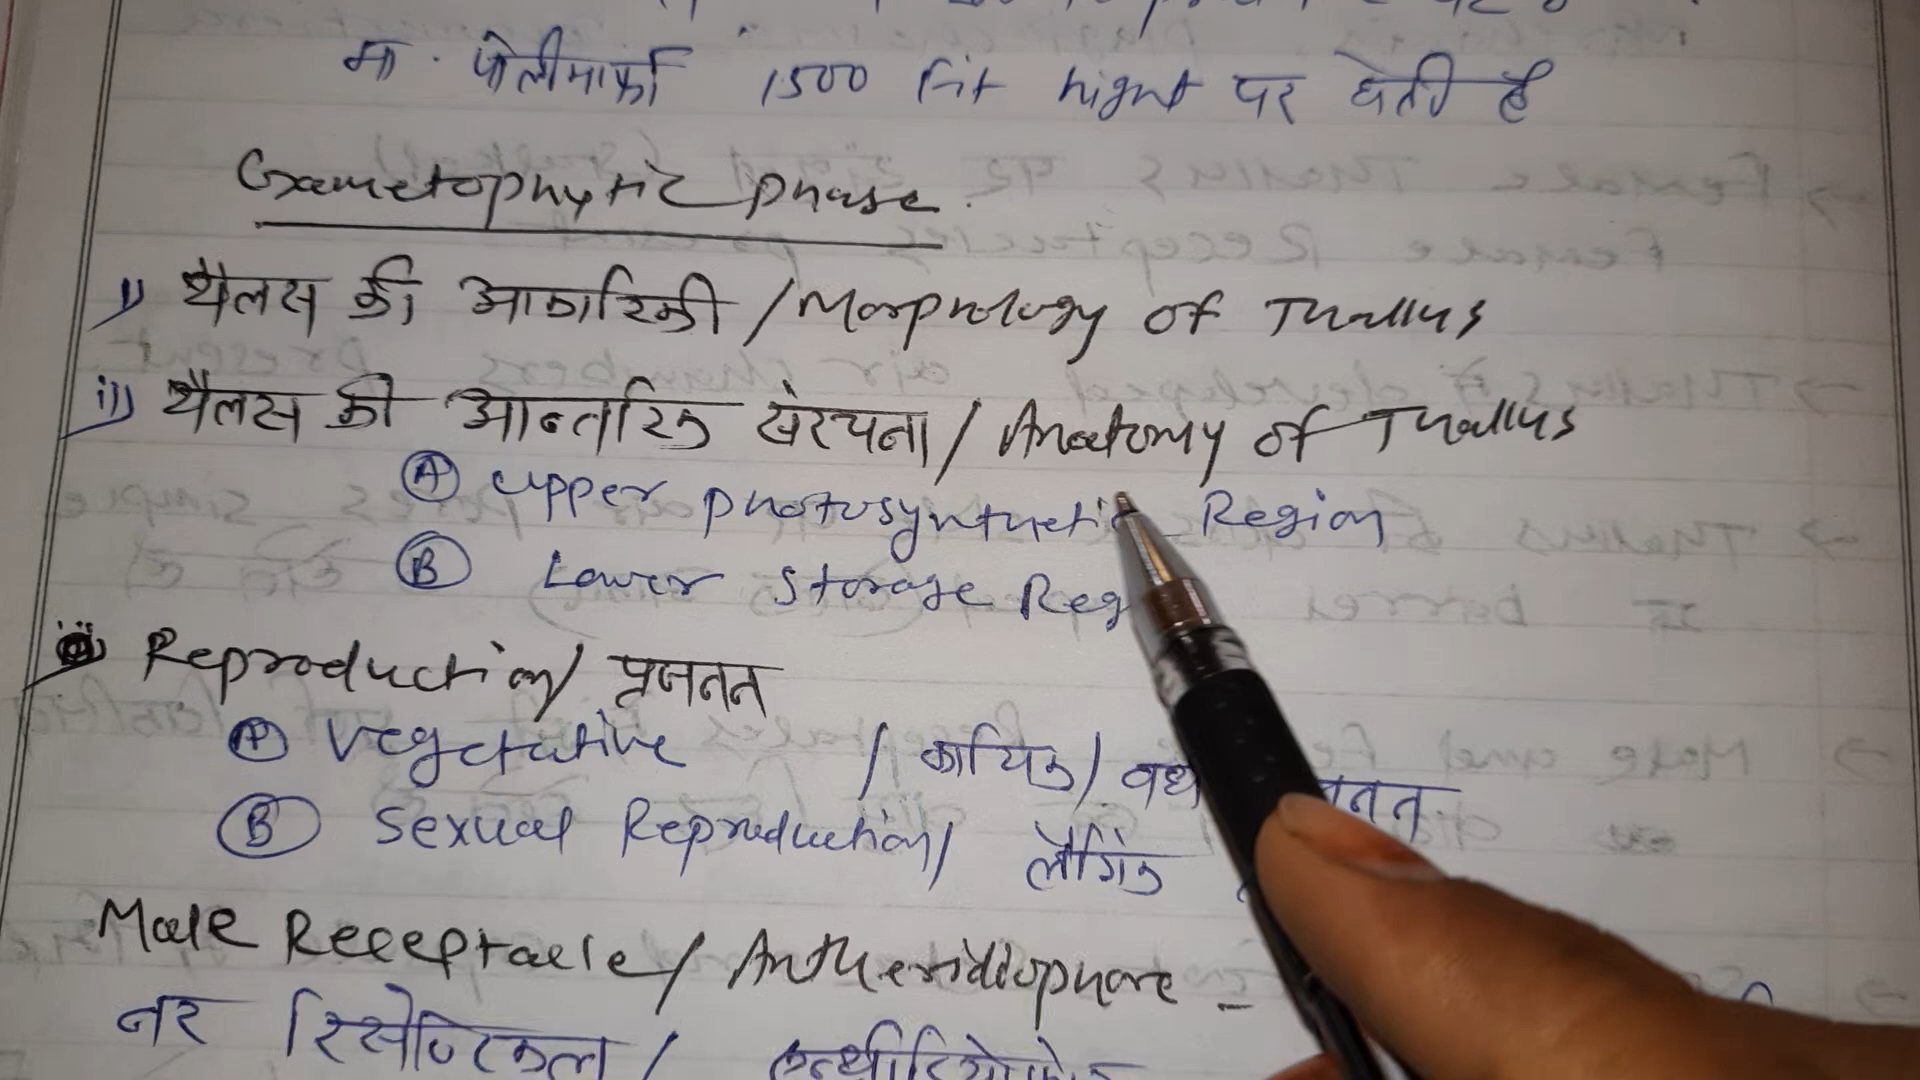 मा. पोलीमार्फा 1500 fit hight पर होती है
Gametophytic phase.
i) थैलस की आकारिकी / Morphology of Thallus
ii) थैलस की आन्तरिक संरचना / Anatomy of Thallus
(A) upper photosynthetic Region
(B) Lower Storage Reg
iii) Reproduction / प्रजनन
(A) vegetative / कायिक / वर्धी
(B) Sexual Reproduction / लैंगिक
Male Receptacle / Antheridiophore -
नर रिसेप्टिकल /